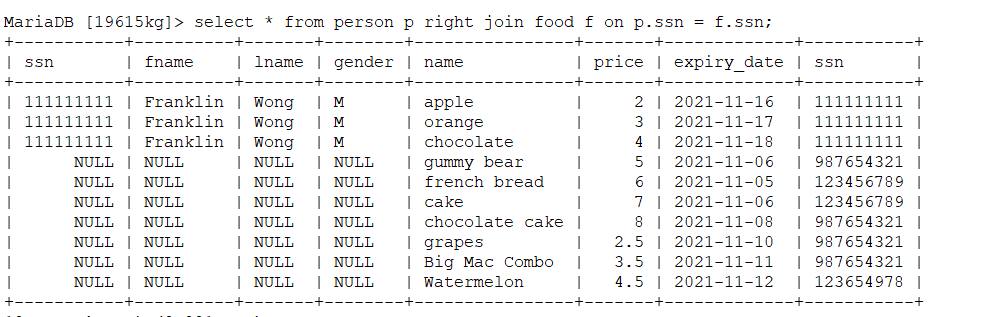 MariaDB [19615kg]> select * from person p right join food f on p.ssn = f.ssn;
+-----------+----------+-------+--------+----------------+-------+-------------+-----------+
| ssn | fname | lname | gender | name | price | expiry_date | ssn |
+-----------+----------+-------+--------+----------------+-------+-------------+-----------+
| 111111111 | Franklin | Wong | M | apple | 2 | 2021-11-16 | 111111111 |
| 111111111 | Franklin | Wong | M | orange | 3 | 2021-11-17 | 111111111 |
| 111111111 | Franklin | Wong | M | chocolate | 4 | 2021-11-18 | 111111111 |
| NULL | NULL | NULL | NULL | gummy bear | 5 | 2021-11-06 | 987654321 |
| NULL | NULL | NULL | NULL | french bread | 6 | 2021-11-05 | 123456789 |
| NULL | NULL | NULL | NULL | cake | 7 | 2021-11-06 | 123456789 |
| NULL | NULL | NULL | NULL | chocolate cake | 8 | 2021-11-08 | 987654321 |
| NULL | NULL | NULL | NULL | grapes | 2.5 | 2021-11-10 | 987654321 |
| NULL | NULL | NULL | NULL | Big Mac Combo | 3.5 | 2021-11-11 | 987654321 |
| NULL | NULL | NULL | NULL | Watermelon | 4.5 | 2021-11-12 | 123654978 |
+-----------+----------+-------+--------+----------------+-------+-------------+-----------+